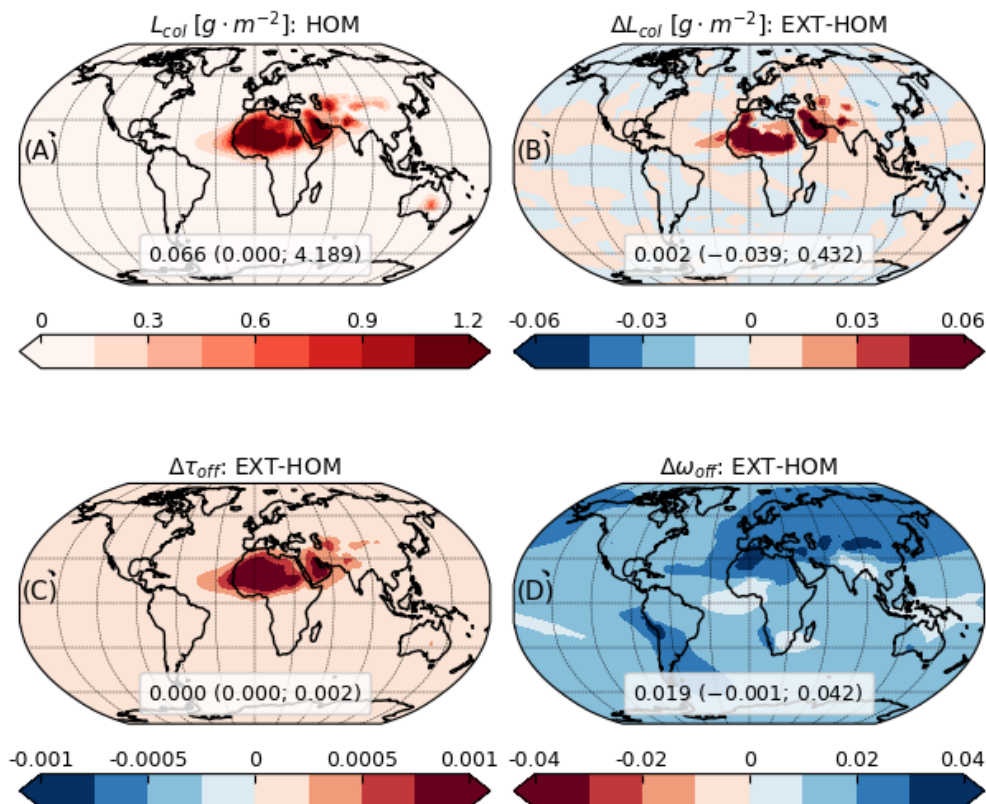 L_col [g · m⁻²]: HOM
(A)
0.066 (0.000; 4.189)
0 0.3 0.6 0.9 1.2
ΔL_col [g · m⁻²]: EXT-HOM
(B)
0.002 (−0.039; 0.432)
-0.06 -0.03 0 0.03 0.06
Δτ_off: EXT-HOM
(C)
0.000 (0.000; 0.002)
-0.001 -0.0005 0 0.0005 0.001
Δω_off: EXT-HOM
(D)
0.019 (−0.001; 0.042)
-0.04 -0.02 0 0.02 0.04